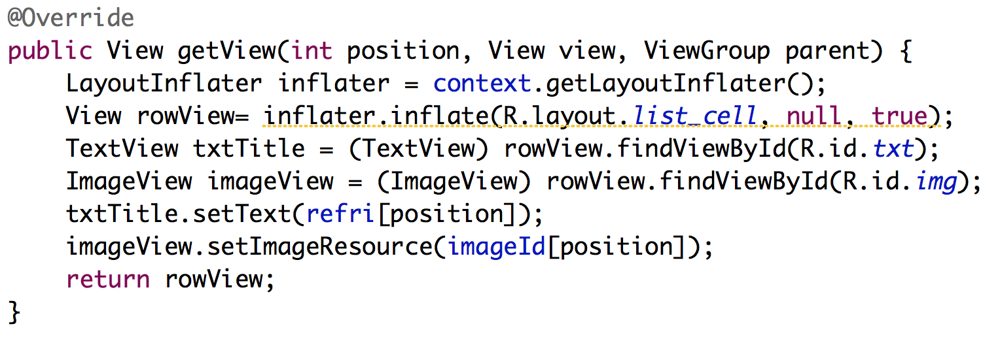 @Override
public View getView(int position, View view, ViewGroup parent) {
    LayoutInflater inflater = context.getLayoutInflater();
    View rowView= inflater.inflate(R.layout.list_cell, null, true);
    TextView txtTitle = (TextView) rowView.findViewById(R.id.txt);
    ImageView imageView = (ImageView) rowView.findViewById(R.id.img);
    txtTitle.setText(refri[position]);
    imageView.setImageResource(imageId[position]);
    return rowView;
}